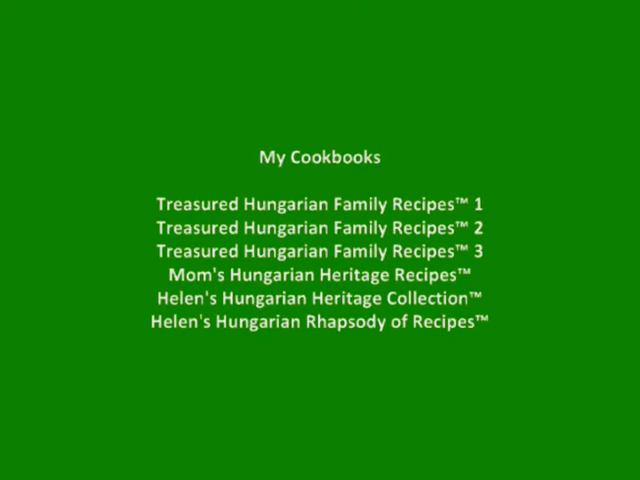 My Cookbooks
Treasured Hungarian Family Recipes™ 1
Treasured Hungarian Family Recipes™ 2
Treasured Hungarian Family Recipes™ 3
Mom's Hungarian Heritage Recipes™
Helen's Hungarian Heritage Collection™
Helen's Hungarian Rhapsody of Recipes™